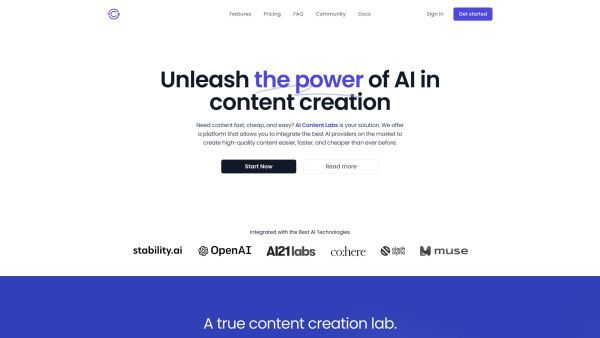 Features Pricing FAQ Community Docs Sign In Get started
Unleash the power of AI in
content creation
Need content fast, cheap, and easy? AI Content Labs is your solution. We offer
a platform that allows you to integrate the best AI providers on the market to
create high-quality content easier, faster, and cheaper than ever before.
Start Now Read more
Integrated with the Best AI Technologies
stability.ai OpenAI AI21labs co:here aleph alpha muse
A true content creation lab.